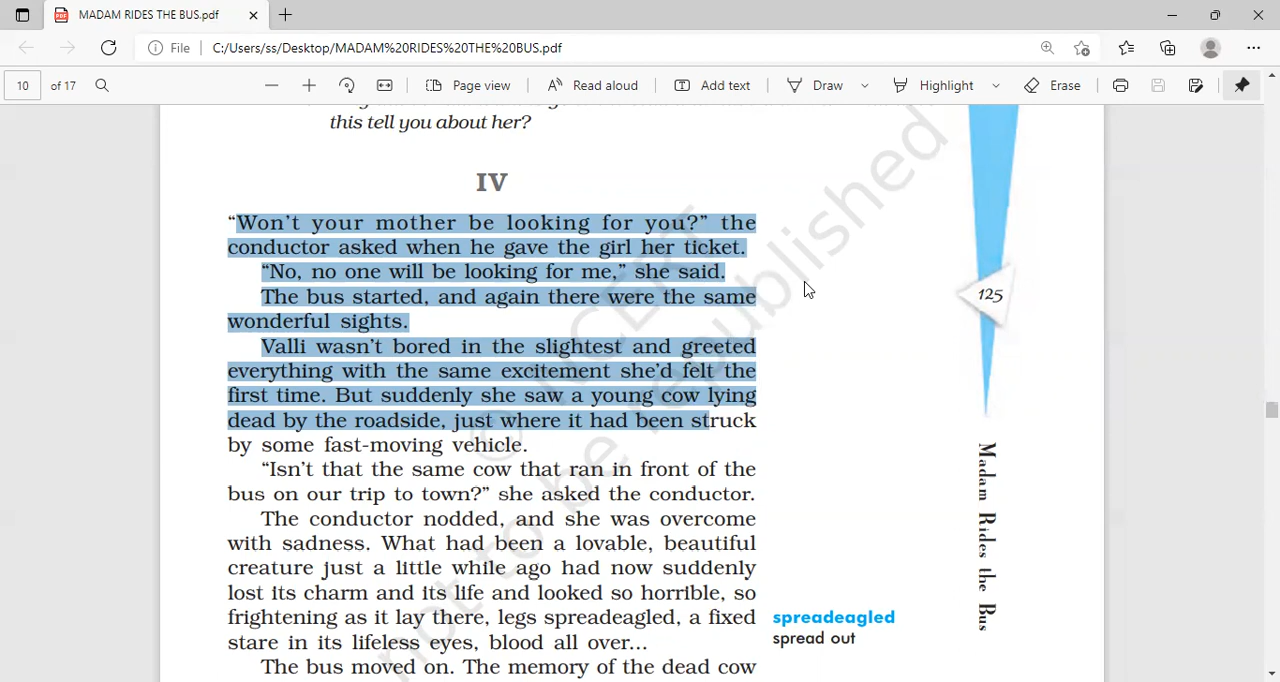 MADAM RIDES THE BUS.pdf
File
C:/Users/ss/Desktop/MADAM%20RIDES%20THE%20BUS.pdf
10 of 17
Page view
Read aloud
Add text
Draw
Highlight
Erase
this tell you about her?
IV
“Won’t your mother be looking for you?” the
conductor asked when he gave the girl her ticket.
“No, no one will be looking for me,” she said.
The bus started, and again there were the same
wonderful sights.
Valli wasn’t bored in the slightest and greeted
everything with the same excitement she’d felt the
first time. But suddenly she saw a young cow lying
dead by the roadside, just where it had been struck
by some fast-moving vehicle.
“Isn’t that the same cow that ran in front of the
bus on our trip to town?” she asked the conductor.
The conductor nodded, and she was overcome
with sadness. What had been a lovable, beautiful
creature just a little while ago had now suddenly
lost its charm and its life and looked so horrible, so
frightening as it lay there, legs spreadeagled, a fixed
stare in its lifeless eyes, blood all over...
The bus moved on. The memory of the dead cow
spreadeagled
spread out
125
Madam Rides the Bus
© NCERT
not to be republished